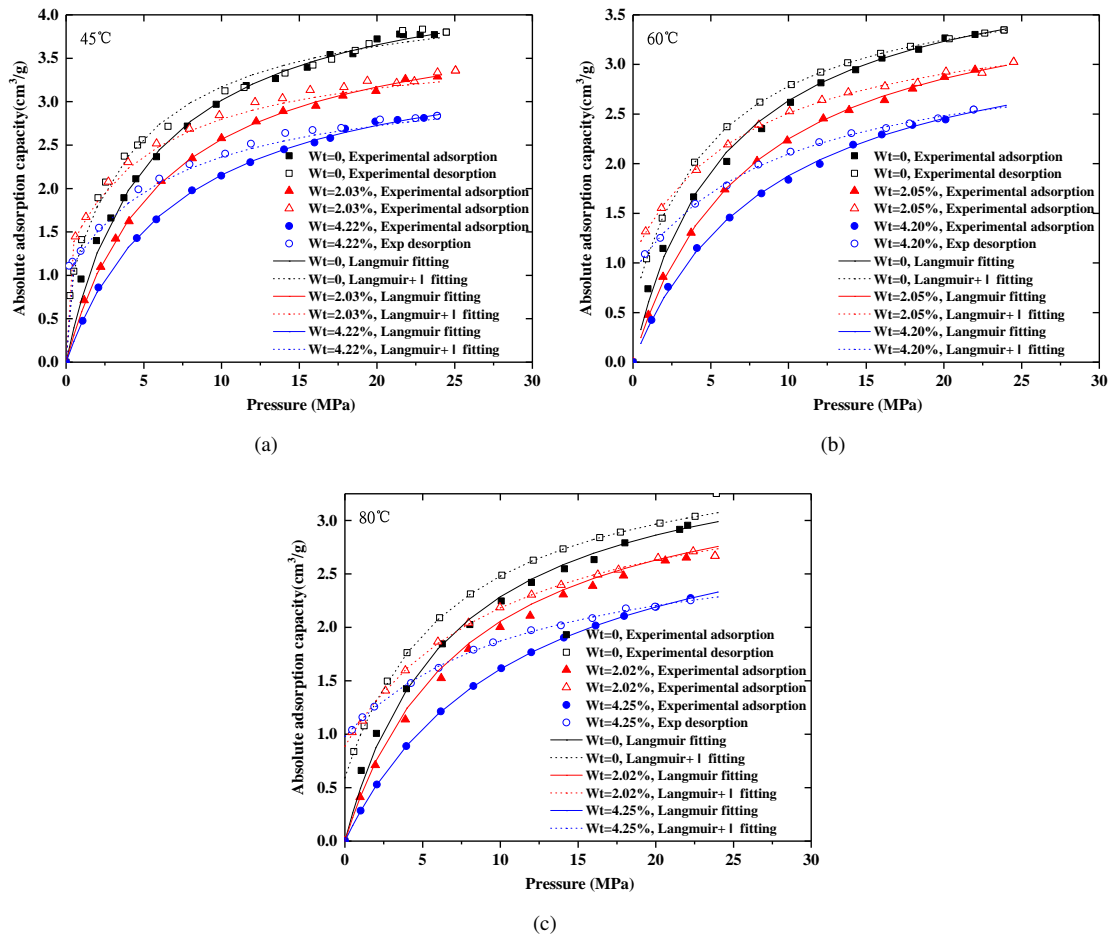 45℃
Absolute adsorption capacity(cm³/g)
4.0
3.5
3.0
2.5
2.0
1.5
1.0
0.5
0.0
Wt=0, Experimental adsorption
Wt=0, Experimental desorption
Wt=2.03%, Experimental adsorption
Wt=2.03%, Experimental adsorption
Wt=4.22%, Experimental adsorption
Wt=4.22%, Exp desorption
Wt=0, Langmuir fitting
Wt=0, Langmuir+ l fitting
Wt=2.03%, Langmuir fitting
Wt=2.03%, Langmuir+ l fitting
Wt=4.22%, Langmuir fitting
Wt=4.22%, Langmuir+ l fitting
0 5 10 15 20 25 30
Pressure (MPa)
(a)
60℃
Absolute adsorption capacity(cm³/g)
3.5
3.0
2.5
2.0
1.5
1.0
0.5
0.0
Wt=0, Experimental adsorption
Wt=0, Experimental desorption
Wt=2.05%, Experimental adsorption
Wt=2.05%, Experimental adsorption
Wt=4.20%, Experimental adsorption
Wt=4.20%, Exp desorption
Wt=0, Langmuir fitting
Wt=0, Langmuir+ l fitting
Wt=2.05%, Langmuir fitting
Wt=2.05%, Langmuir+ l fitting
Wt=4.20%, Langmuir fitting
Wt=4.20%, Langmuir+ l fitting
0 5 10 15 20 25 30
Pressure (MPa)
(b)
80℃
Absolute adsorption capacity(cm³/g)
3.0
2.5
2.0
1.5
1.0
0.5
0.0
Wt=0, Experimental adsorption
Wt=0, Experimental desorption
Wt=2.02%, Experimental adsorption
Wt=2.02%, Experimental adsorption
Wt=4.25%, Experimental adsorption
Wt=4.25%, Exp desorption
Wt=0, Langmuir fitting
Wt=0, Langmuir+ l fitting
Wt=2.02%, Langmuir fitting
Wt=2.02%, Langmuir+ l fitting
Wt=4.25%, Langmuir fitting
Wt=4.25%, Langmuir+ l fitting
0 5 10 15 20 25 30
Pressure (MPa)
(c)